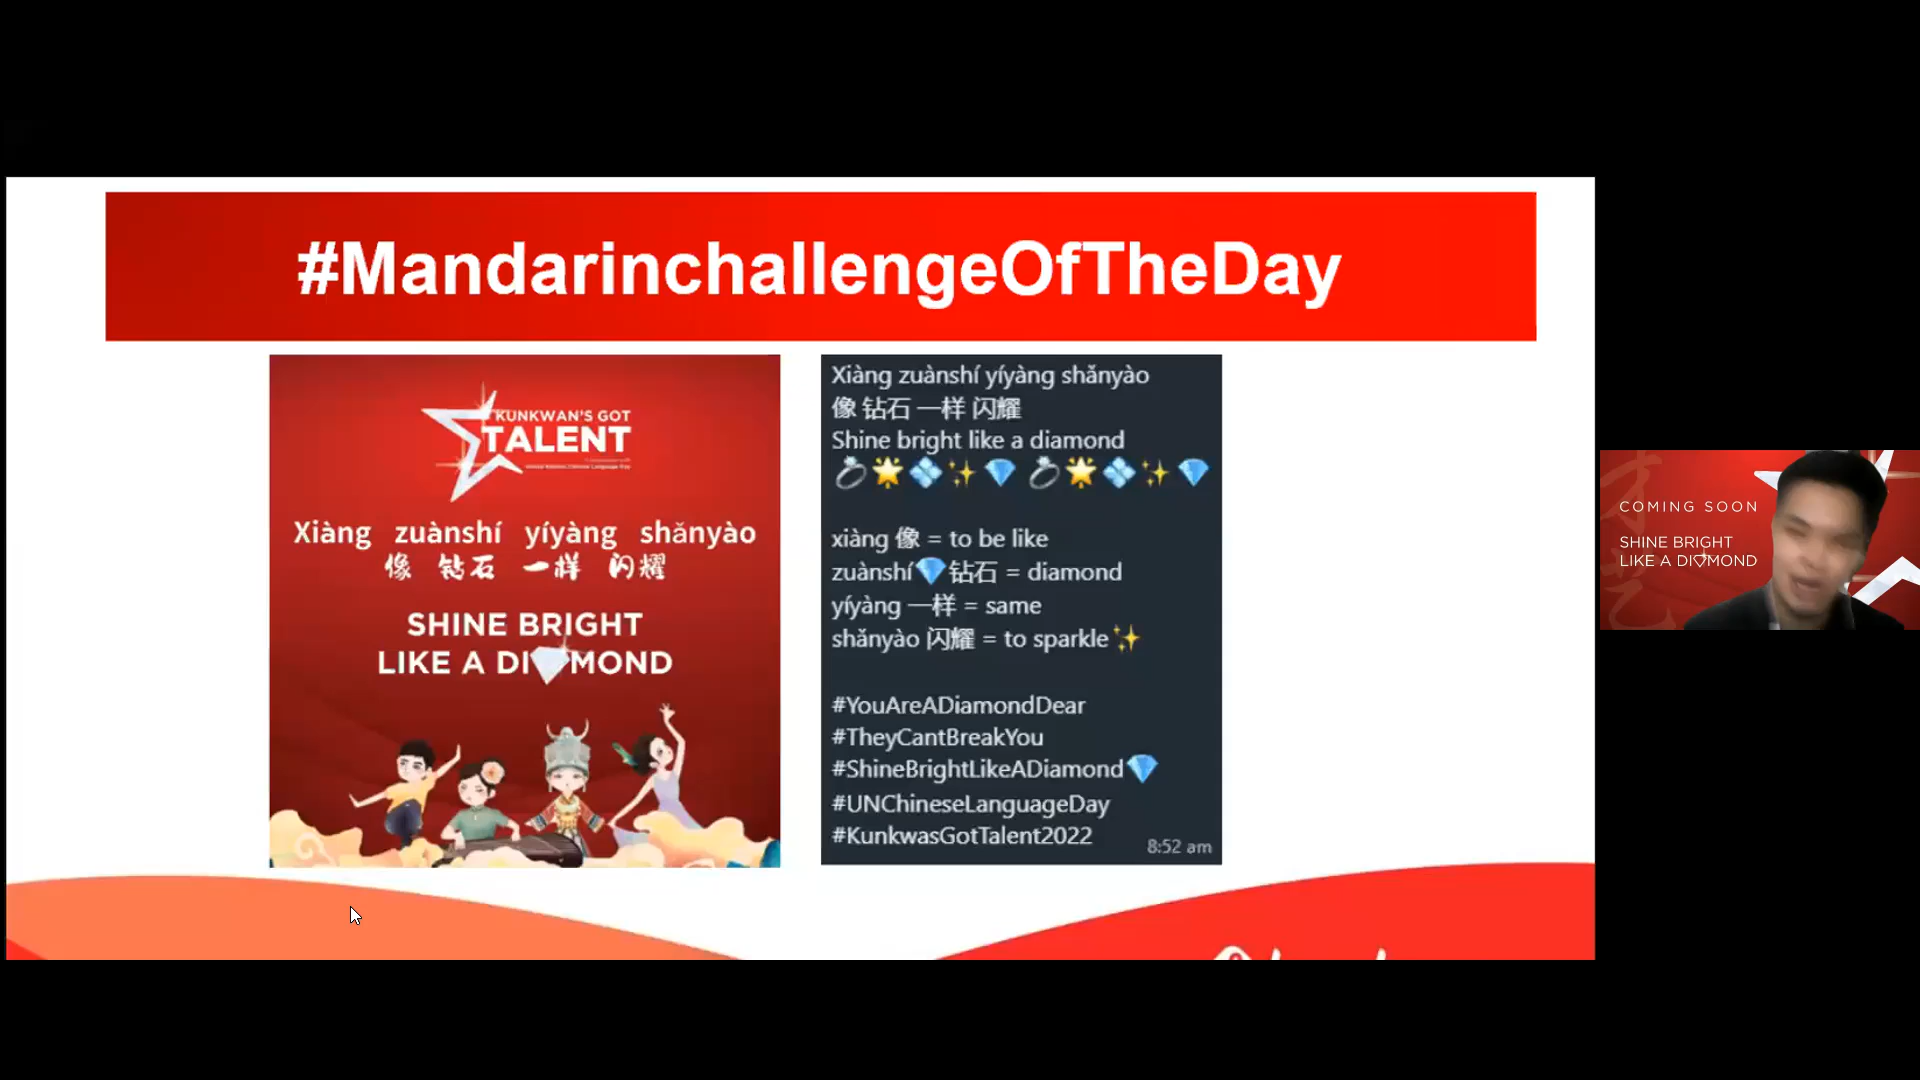 #MandarinchallengeOfTheDay
KUNKWAN'S GOT
TALENT
Xiàng zuànshí yíyàng shǎnyào
像 钻石 一样 闪耀
SHINE BRIGHT
LIKE A DIAMOND
Xiàng zuànshí yíyàng shǎnyào
像 钻石 一样 闪耀
Shine bright like a diamond
💍🌟💠✨💎 💍🌟💠✨💎
xiàng 像 = to be like
zuànshí💎钻石 = diamond
yíyàng 一样 = same
shǎnyào 闪耀 = to sparkle✨
#YouAreADiamondDear
#TheyCantBreakYou
#ShineBrightLikeADiamond💎
#UNChineseLanguageDay
#KunkwasGotTalent2022
8:52 am
COMING SOON
SHINE BRIGHT
LIKE A DIAMOND